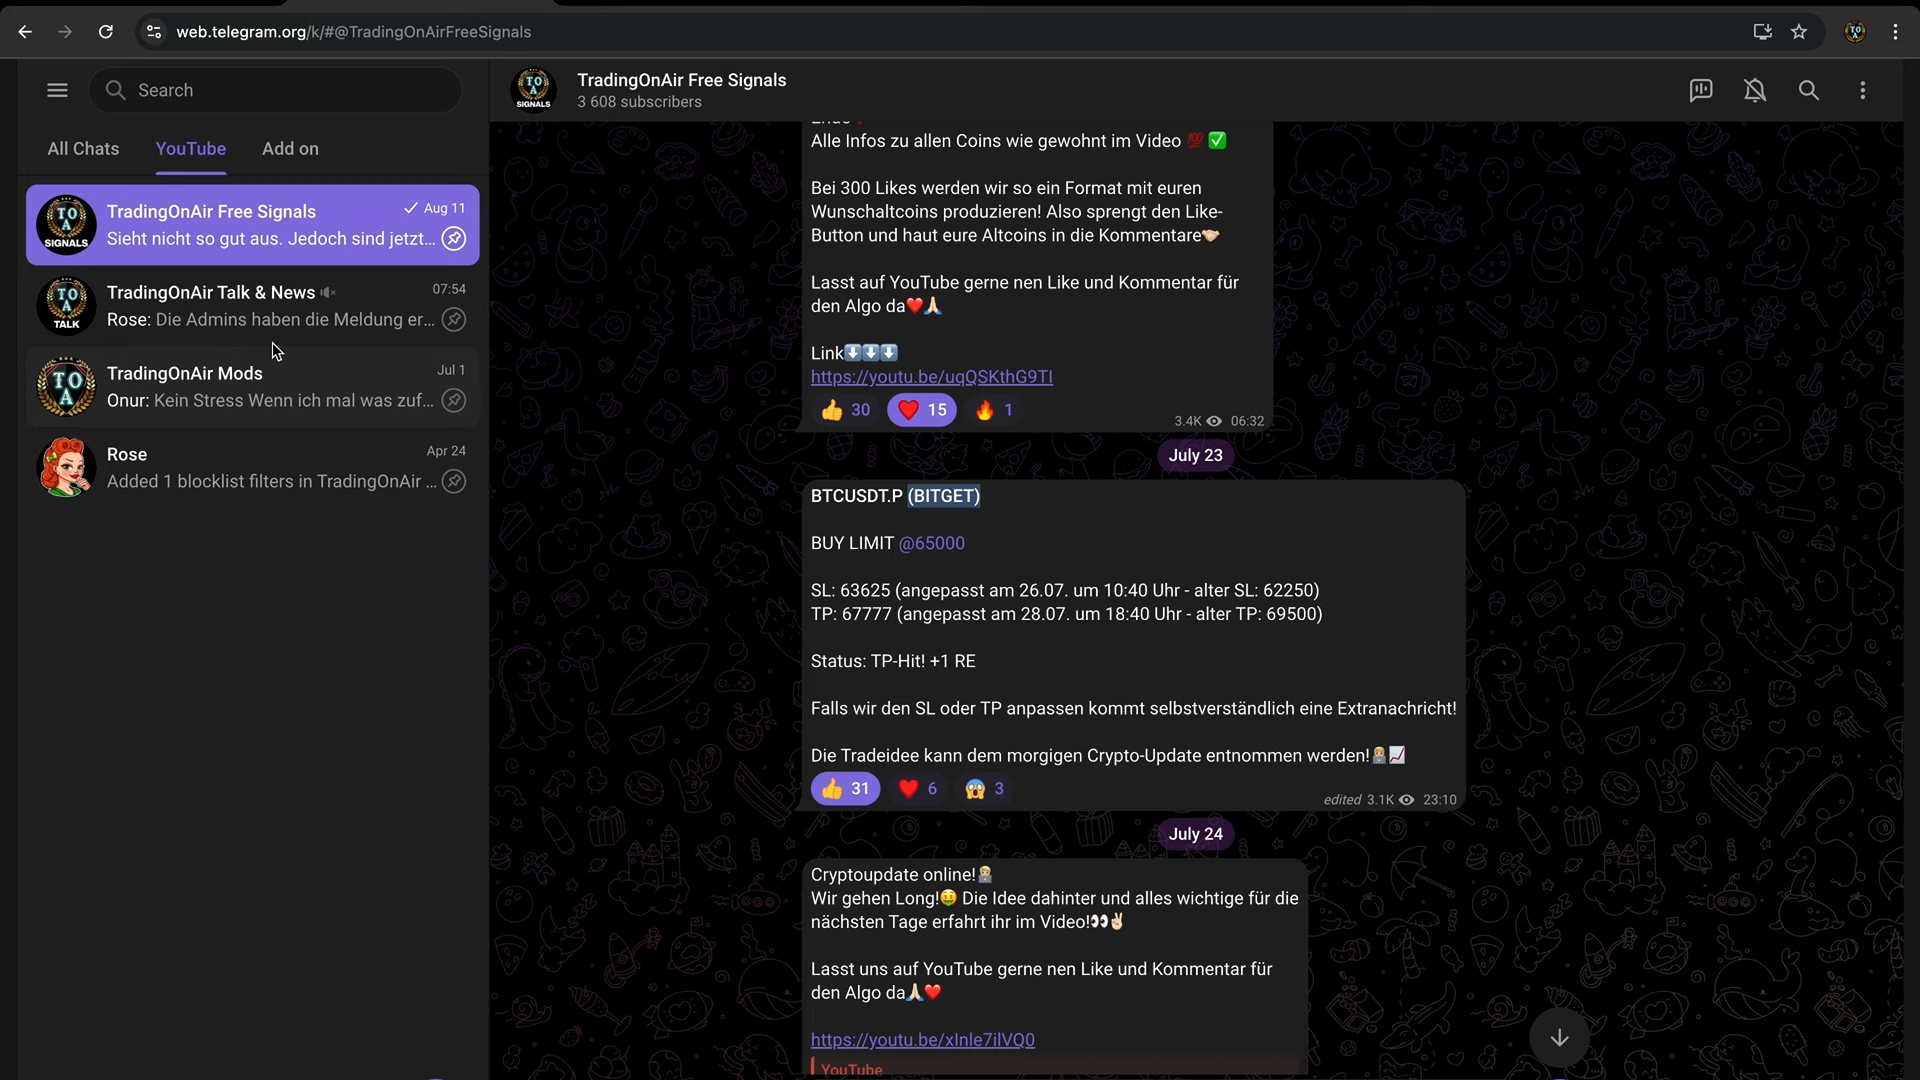 web.telegram.org/k/#@TradingOnAirFreeSignals
Search
All Chats
YouTube
Add on
TradingOnAir Free Signals
Aug 11
Sieht nicht so gut aus. Jedoch sind jetzt...
TOA
SIGNALS
TradingOnAir Talk & News
07:54
Rose: Die Admins haben die Meldung er...
TOA
TALK
TradingOnAir Mods
Jul 1
Onur: Kein Stress Wenn ich mal was zuf...
TOA
Rose
Apr 24
Added 1 blocklist filters in TradingOnAir ...
TOA
SIGNALS
TradingOnAir Free Signals
3 608 subscribers
Alle Infos zu allen Coins wie gewohnt im Video 💯✅
Bei 300 Likes werden wir so ein Format mit euren
Wunschaltcoins produzieren! Also sprengt den Like-
Button und haut eure Altcoins in die Kommentare🤝🏻
Lasst auf YouTube gerne nen Like und Kommentar für
den Algo da❤️🙏🏻
Link⬇️⬇️⬇️
https://youtu.be/uqQSKthG9TI
👍 30 ❤️ 15 🔥 1
3.4K 06:32
July 23
BTCUSDT.P (BITGET)
BUY LIMIT @65000
SL: 63625 (angepasst am 26.07. um 10:40 Uhr - alter SL: 62250)
TP: 67777 (angepasst am 28.07. um 18:40 Uhr - alter TP: 69500)
Status: TP-Hit! +1 RE
Falls wir den SL oder TP anpassen kommt selbstverständlich eine Extranachricht!
Die Tradeidee kann dem morgigen Crypto-Update entnommen werden!👨🏼‍💻📈
👍 31 ❤️ 6 😱 3
edited 3.1K 23:10
July 24
Cryptoupdate online!👨🏼‍💻
Wir gehen Long!🤑 Die Idee dahinter und alles wichtige für die
nächsten Tage erfahrt ihr im Video!👀✌🏻
Lasst uns auf YouTube gerne nen Like und Kommentar für
den Algo da🙏🏻❤️
https://youtu.be/xInle7ilVQ0
YouTube